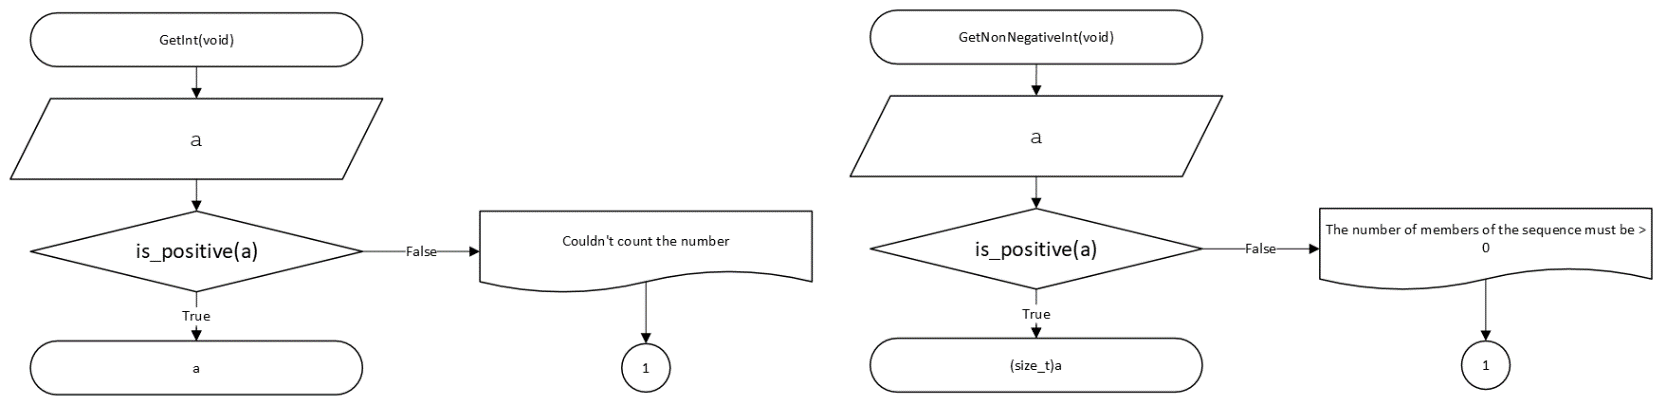 GetInt(void)
a
is_positive(a)
False
Couldn't count the number
True
a
1
GetNonNegativeInt(void)
a
is_positive(a)
False
The number of members of the sequence must be >
0
True
(size_t)a
1